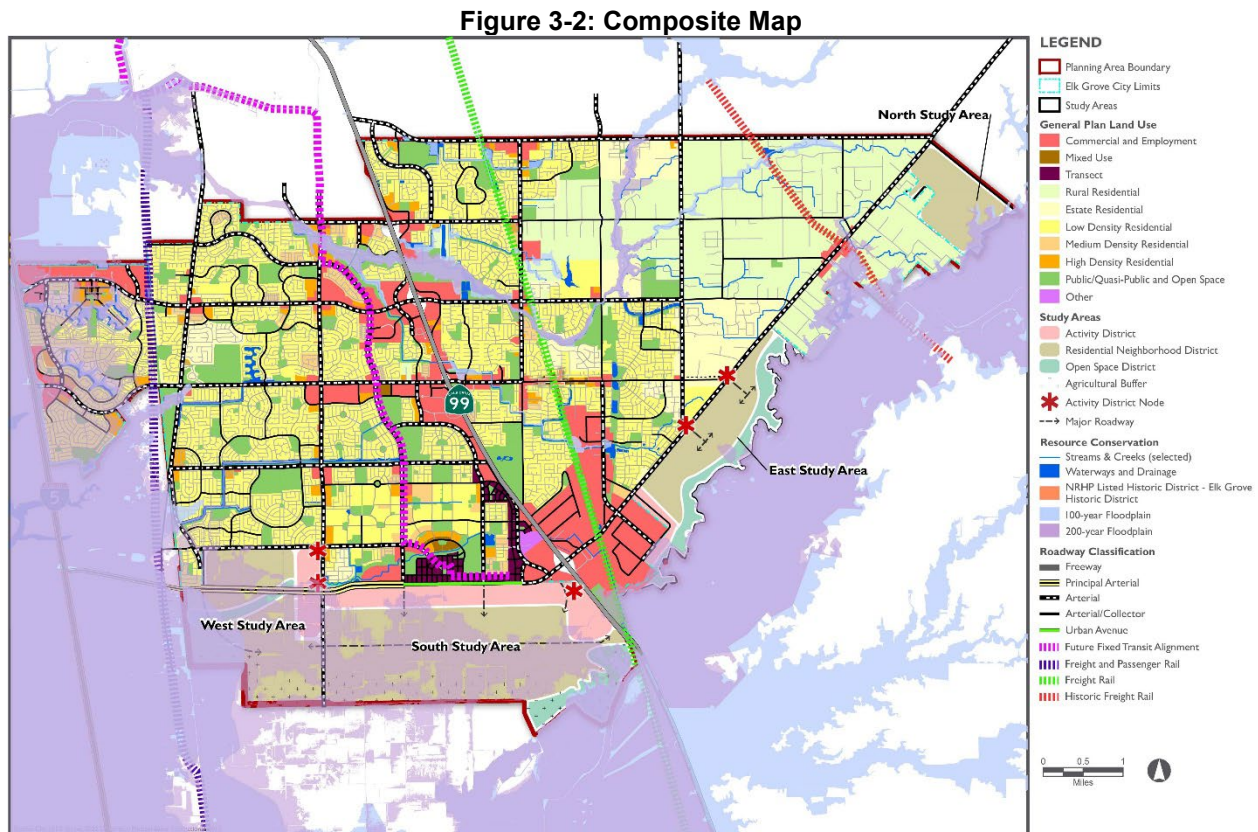 Figure 3-2: Composite Map
North Study Area
99
East Study Area
5
West Study Area
South Study Area
LEGEND
Planning Area Boundary
Elk Grove City Limits
Study Areas
General Plan Land Use
Commercial and Employment
Mixed Use
Transect
Rural Residential
Estate Residential
Low Density Residential
Medium Density Residential
High Density Residential
Public/Quasi-Public and Open Space
Other
Study Areas
Activity District
Residential Neighborhood District
Open Space District
Agricultural Buffer
Activity District Node
Major Roadway
Resource Conservation
Streams & Creeks (selected)
Waterways and Drainage
NRHP Listed Historic District - Elk Grove
Historic District
100-year Floodplain
200-year Floodplain
Roadway Classification
Freeway
Principal Arterial
Arterial
Arterial/Collector
Urban Avenue
Future Fixed Transit Alignment
Freight and Passenger Rail
Freight Rail
Historic Freight Rail
0 0.5 1
Miles